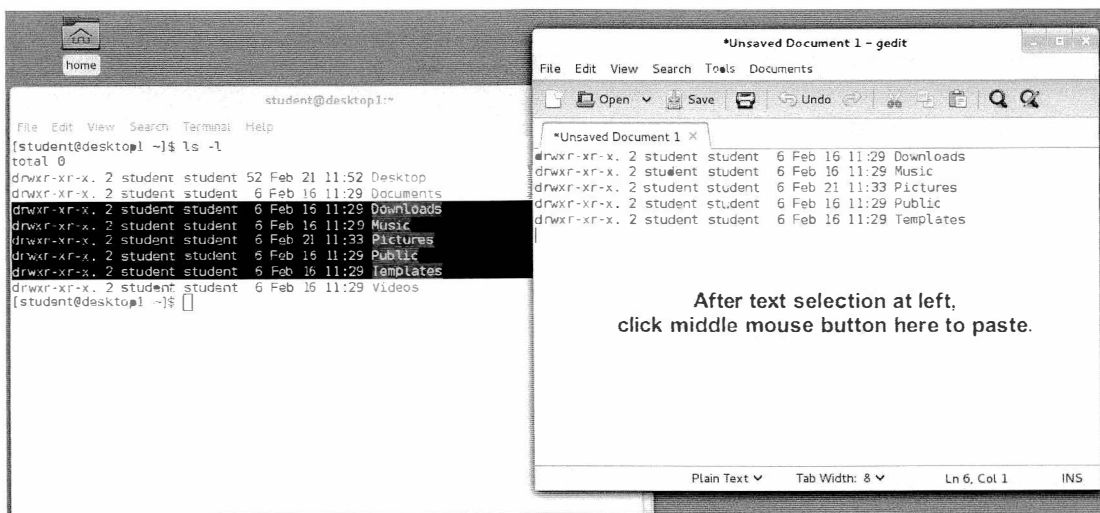 home
student@desktop1:~
File Edit View Search Terminal Help
[student@desktop1 ~]$ ls -l
total 0
drwxr-xr-x. 2 student student 52 Feb 21 11:52 Desktop
drwxr-xr-x. 2 student student 6 Feb 16 11:29 Documents
drwxr-xr-x. 2 student student 6 Feb 16 11:29 Downloads
drwxr-xr-x. 2 student student 6 Feb 16 11:29 Music
drwxr-xr-x. 2 student student 6 Feb 21 11:33 Pictures
drwxr-xr-x. 2 student student 6 Feb 16 11:29 Public
drwxr-xr-x. 2 student student 6 Feb 16 11:29 Templates
drwxr-xr-x. 2 student student 6 Feb 16 11:29 Videos
[student@desktop1 ~]$
*Unsaved Document 1 - gedit
File Edit View Search Tools Documents
Open Save Undo
*Unsaved Document 1
drwxr-xr-x. 2 student student 6 Feb 16 11:29 Downloads
drwxr-xr-x. 2 student student 6 Feb 16 11:29 Music
drwxr-xr-x. 2 student student 6 Feb 21 11:33 Pictures
drwxr-xr-x. 2 student student 6 Feb 16 11:29 Public
drwxr-xr-x. 2 student student 6 Feb 16 11:29 Templates
After text selection at left,
click middle mouse button here to paste.
Plain Text Tab Width: 8 Ln 6, Col 1 INS